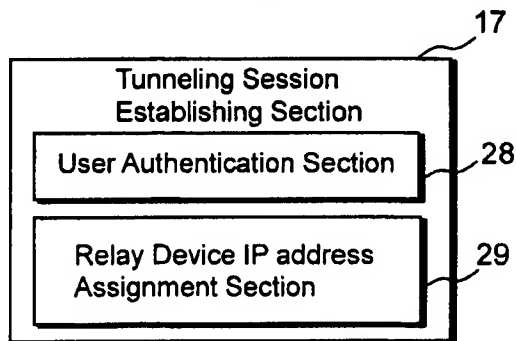 17
Tunneling Session
Establishing Section
User Authentication Section
28
Relay Device IP address
Assignment Section
29